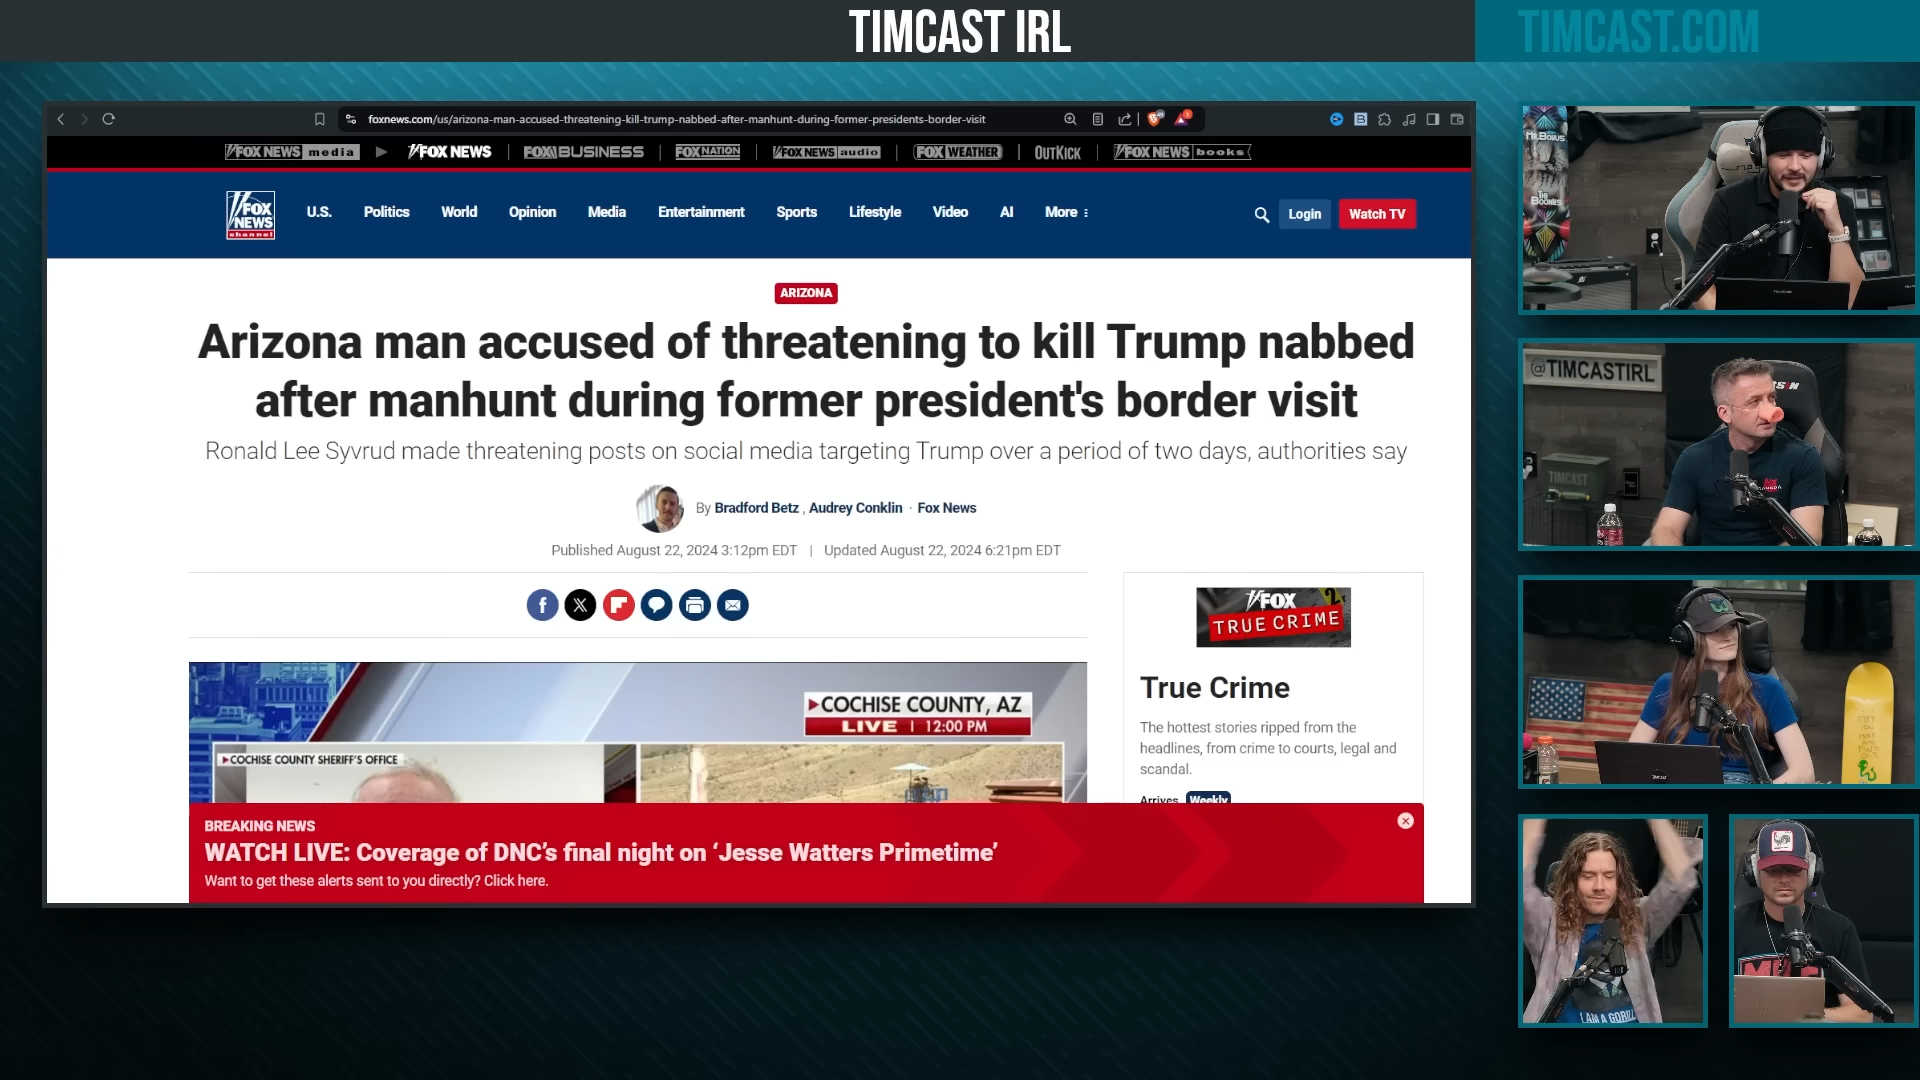 TIMCAST IRL
TIMCAST.COM
foxnews.com/us/arizona-man-accused-threatening-kill-trump-nabbed-after-manhunt-during-former-presidents-border-visit
FOX NEWS media
FOX NEWS
FOX BUSINESS
FOX NATION
FOX NEWS audio
FOX WEATHER
OUTKICK
FOX NEWS books
FOX NEWS channel
U.S.
Politics
World
Opinion
Media
Entertainment
Sports
Lifestyle
Video
AI
More
Login
Watch TV
ARIZONA
Arizona man accused of threatening to kill Trump nabbed
after manhunt during former president's border visit
Ronald Lee Syvrud made threatening posts on social media targeting Trump over a period of two days, authorities say
By Bradford Betz , Audrey Conklin · Fox News
Published August 22, 2024 3:12pm EDT | Updated August 22, 2024 6:21pm EDT
FOX
TRUE CRIME
True Crime
The hottest stories ripped from the
headlines, from crime to courts, legal and
scandal.
Arrives Weekly
COCHISE COUNTY, AZ
LIVE | 12:00 PM
COCHISE COUNTY SHERIFF'S OFFICE
BREAKING NEWS
WATCH LIVE: Coverage of DNC's final night on ‘Jesse Watters Primetime’
Want to get these alerts sent to you directly? Click here.
MR.BOCAS
THE BOONIES
@TIMCASTIRL
TIMCAST
I AM A GORILL